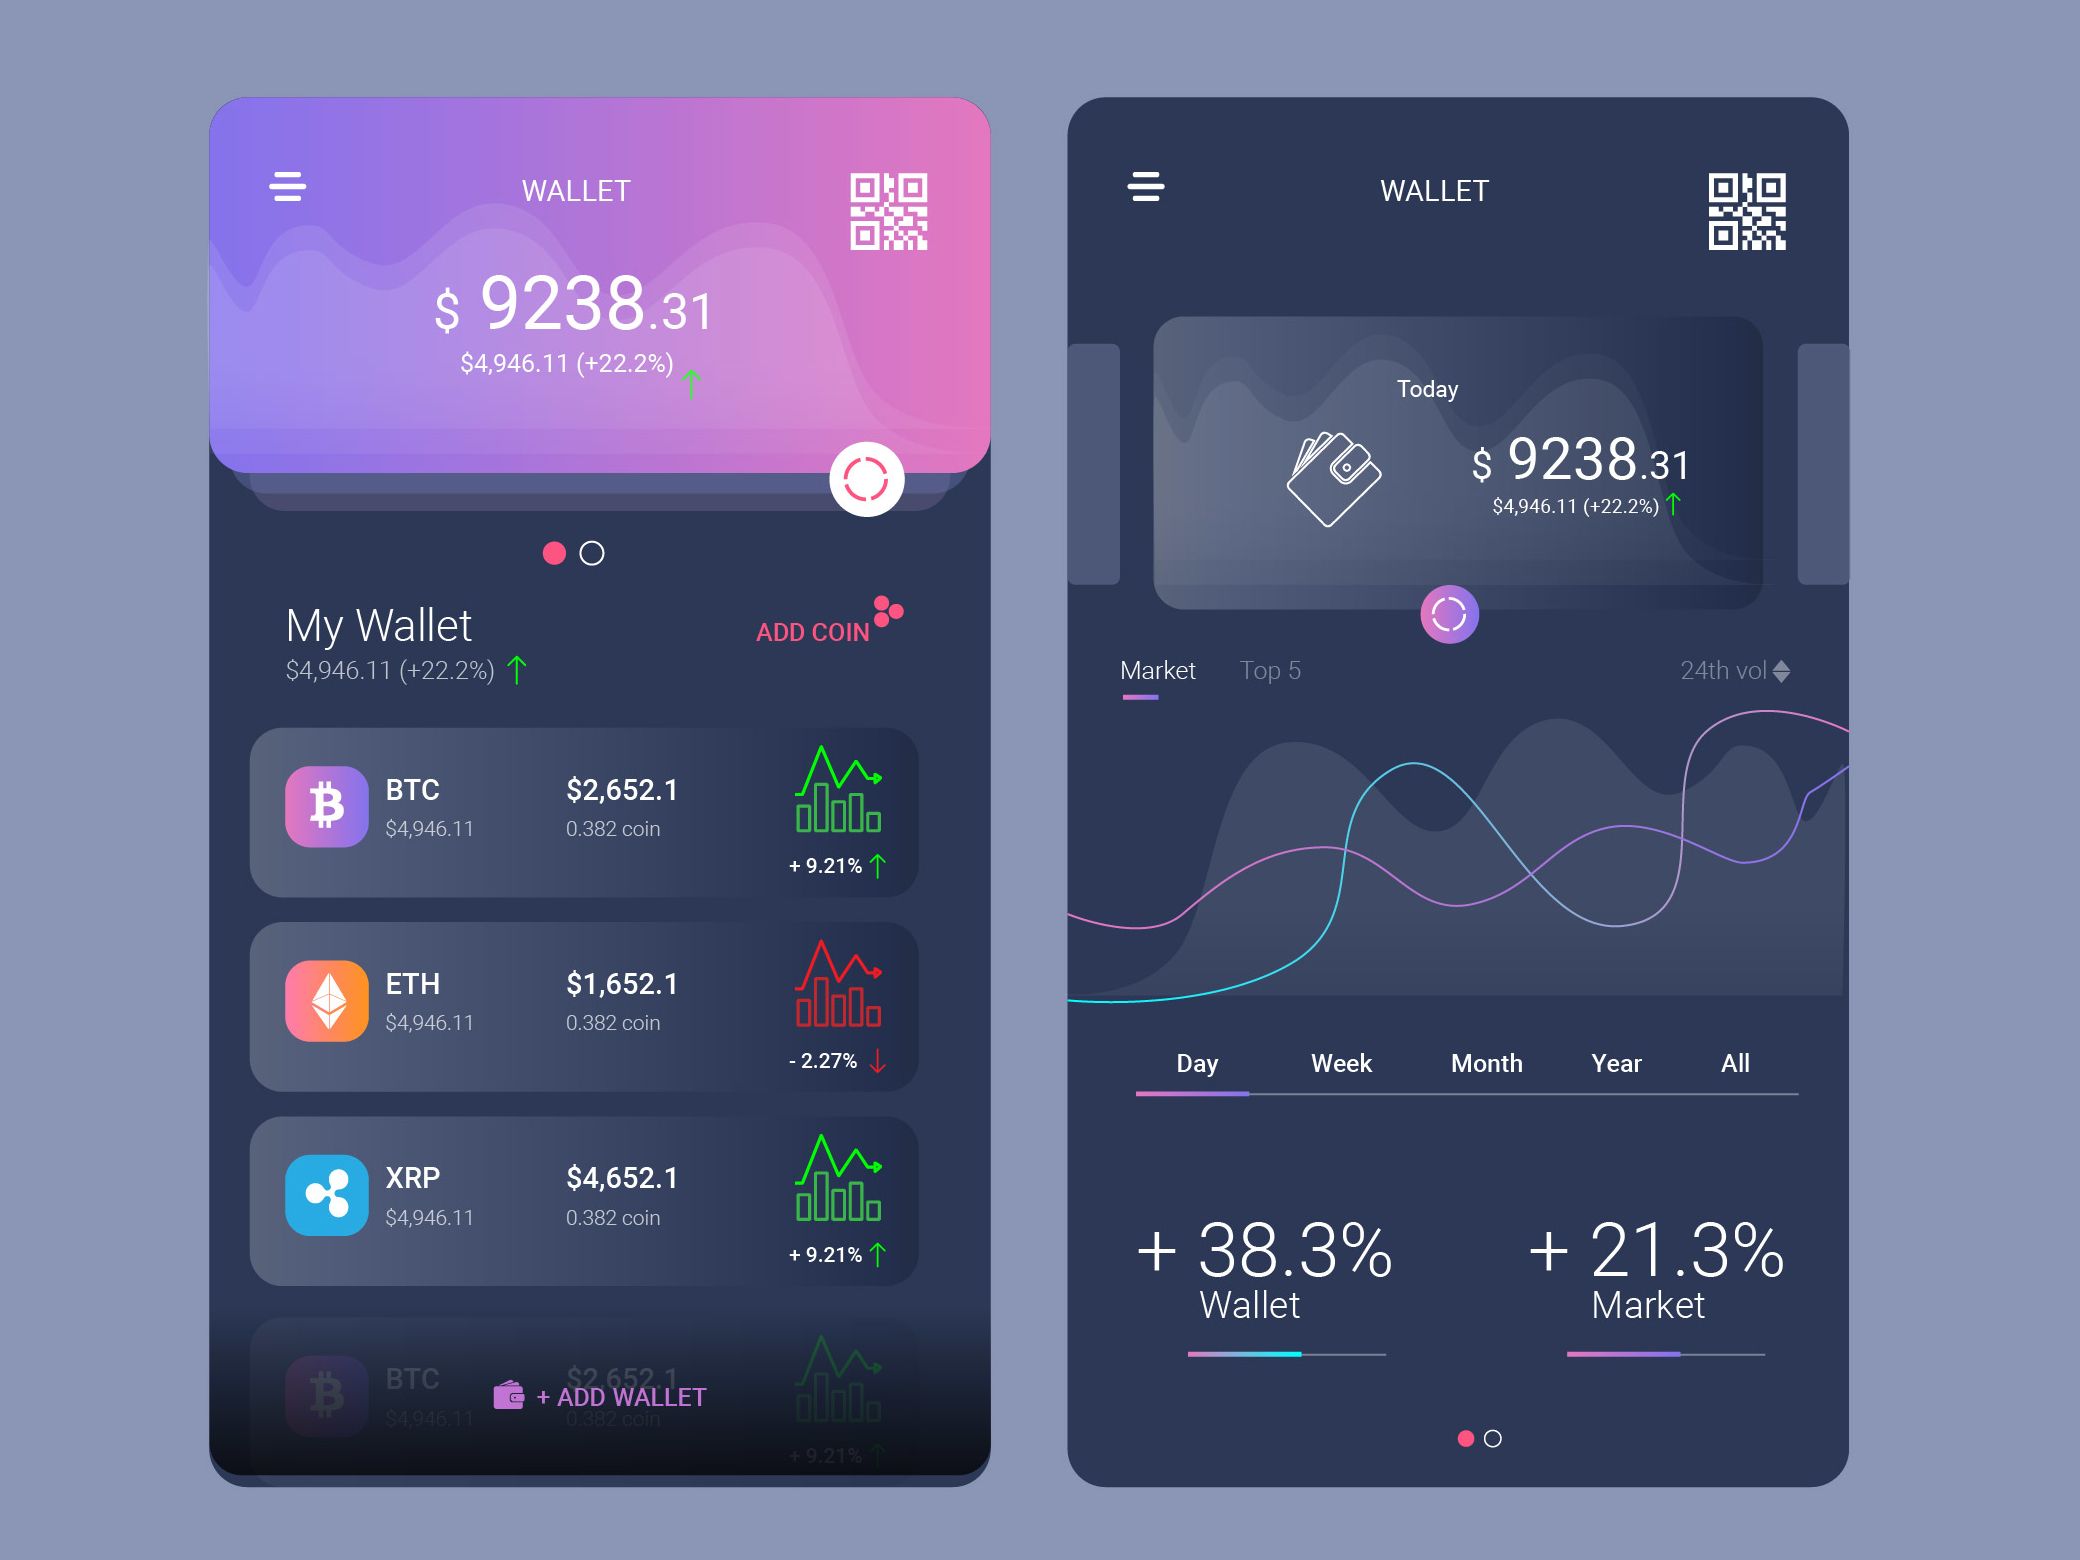 WALLET
$ 9238.31
$4,946.11 (+22.2%)
My Wallet
ADD COIN
$4,946.11 (+22.2%)
BTC
$2,652.1
$4,946.11
0.382 coin
+ 9.21%
ETH
$1,652.1
$4,946.11
0.382 coin
- 2.27%
XRP
$4,652.1
$4,946.11
0.382 coin
+ 9.21%
BTC
$2,652.1
+ ADD WALLET
$4,946.11
0.382 coin
+ 9.21%
WALLET
Today
$ 9238.31
$4,946.11 (+22.2%)
Market Top 5 24th vol
Day Week Month Year All
+ 38.3%
Wallet
+ 21.3%
Market